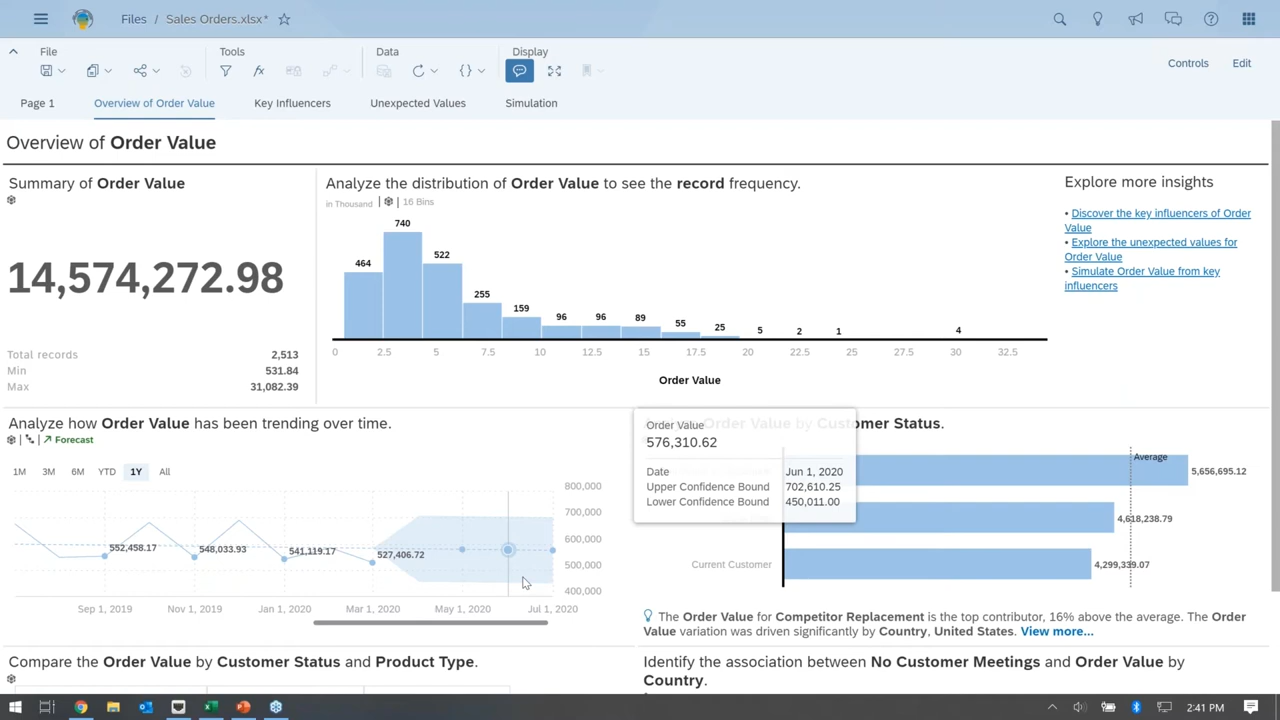 Files / Sales Orders.xlsx*
File
Tools
Data
Display
Controls
Edit
Page 1
Overview of Order Value
Key Influencers
Unexpected Values
Simulation
Overview of Order Value
Summary of Order Value
14,574,272.98
Total records 2,513
Min 531.84
Max 31,082.39
Analyze the distribution of Order Value to see the record frequency.
in Thousand | 16 Bins
740
464
522
255
159
96
96
89
55
25
5
2
1
4
0 2.5 5 7.5 10 12.5 15 17.5 20 22.5 25 27.5 30 32.5
Order Value
Explore more insights
• Discover the key influencers of Order
Value
• Explore the unexpected values for
Order Value
• Simulate Order Value from key
influencers
Analyze how Order Value has been trending over time.
Forecast
1M 3M 6M YTD 1Y All
800,000
700,000
600,000
500,000
400,000
552,458.17
548,033.93
541,119.17
527,406.72
Sep 1, 2019 Nov 1, 2019 Jan 1, 2020 Mar 1, 2020 May 1, 2020 Jul 1, 2020
Order Value
576,310.62
Date Jun 1, 2020
Upper Confidence Bound 702,610.25
Lower Confidence Bound 450,011.00
Order Value by Customer Status.
Average
5,656,695.12
4,618,238.79
Current Customer
4,299,339.07
The Order Value for Competitor Replacement is the top contributor, 16% above the average. The Order
Value variation was driven significantly by Country, United States. View more...
Compare the Order Value by Customer Status and Product Type.
Identify the association between No Customer Meetings and Order Value by
Country.
2:41 PM